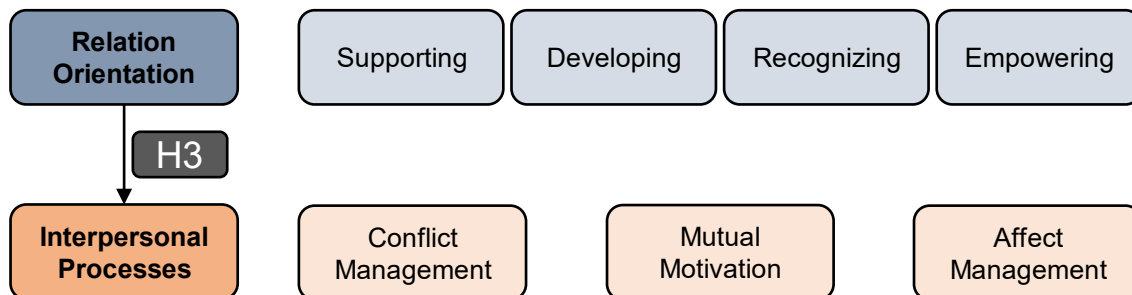 Relation
Orientation
Supporting
Developing
Recognizing
Empowering
H3
Interpersonal
Processes
Conflict
Management
Mutual
Motivation
Affect
Management